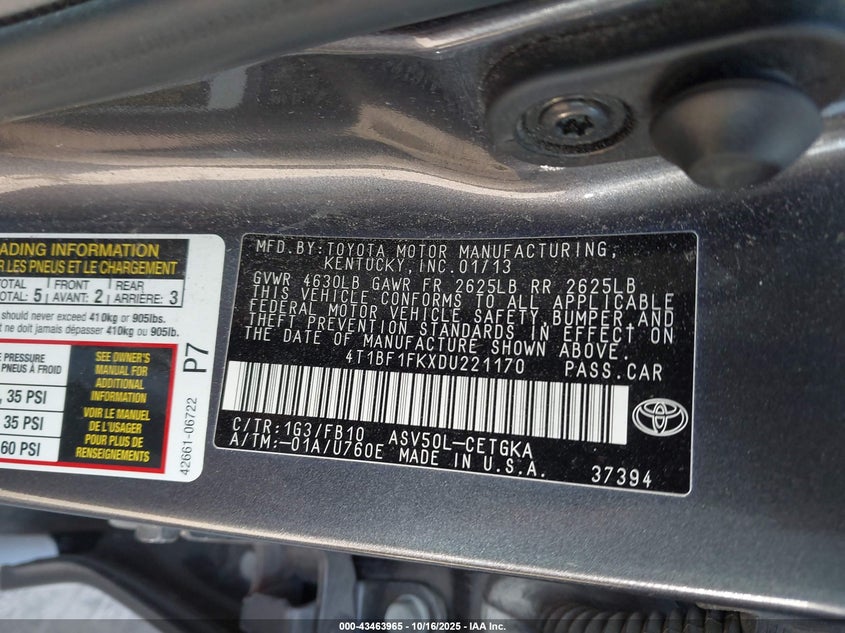 ADING INFORMATION
R LES PNEUS ET LE CHARGEMENT
TOTAL FRONT REAR
TOTAL: 5 AVANT: 2 ARRIÈRE: 3
should never exceed 410kg or 905lbs.
t ne doit jamais dépasser 410kg ou 905lb.
E PRESSURE
PNEUS À FROID
, 35 PSI
, 35 PSI
60 PSI
SEE OWNER'S
MANUAL FOR
ADDITIONAL
INFORMATION
VOIR LE MANUEL
DE L'USAGER
POUR PLUS DE
RENSEIGNEMENTS
P7
42661-06722
MFD.BY:TOYOTA MOTOR MANUFACTURING,
KENTUCKY, INC.01/13
GVWR 4630LB GAWR FR 2625LB RR 2625LB
THIS VEHICLE CONFORMS TO ALL APPLICABLE
FEDERAL MOTOR VEHICLE SAFETY, BUMPER, AND
THEFT PREVENTION STANDARDS IN EFFECT ON
THE DATE OF MANUFACTURE SHOWN ABOVE.
4T1BF1FKXDU221170 PASS.CAR
C/TR:1G3/FB10 ASV50L-CETGKA
A/TM:-01A/U760E MADE IN U.S.A.
37394
TOYOTA
000-43463965 - 10/16/2025 - IAA Inc.